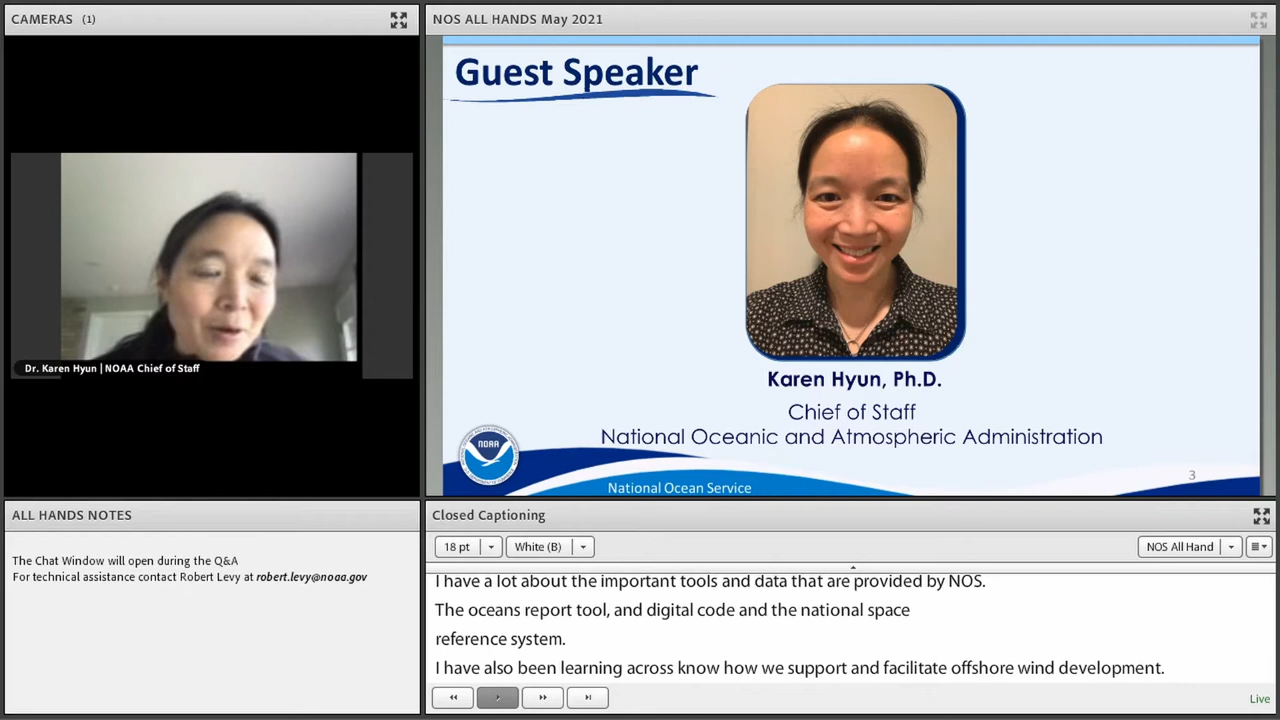 CAMERAS (1)
Dr. Karen Hyun | NOAA Chief of Staff
NOS ALL HANDS May 2021
Guest Speaker
Karen Hyun, Ph.D.
Chief of Staff
National Oceanic and Atmospheric Administration
NOAA
3
National Ocean Service
ALL HANDS NOTES
The Chat Window will open during the Q&A
For technical assistance contact Robert Levy at robert.levy@noaa.gov
Closed Captioning
18 pt White (B) NOS All Hand
I have a lot about the important tools and data that are provided by NOS.
The oceans report tool, and digital code and the national space
reference system.
I have also been learning across know how we support and facilitate offshore wind development.
Live